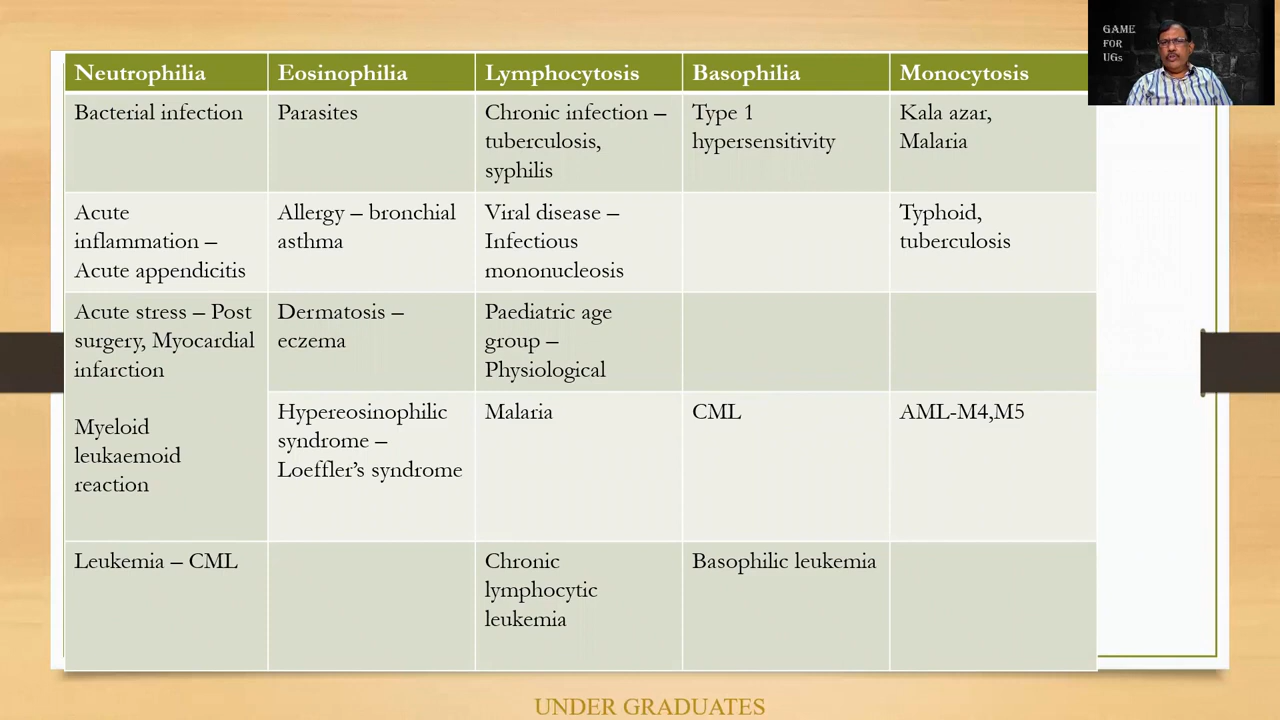 GAME
FOR
UGs
Neutrophilia
Eosinophilia
Lymphocytosis
Basophilia
Monocytosis
Bacterial infection
Parasites
Chronic infection –
tuberculosis,
syphilis
Type 1
hypersensitivity
Kala azar,
Malaria
Acute
inflammation –
Acute appendicitis
Allergy – bronchial
asthma
Viral disease –
Infectious
mononucleosis
Typhoid,
tuberculosis
Acute stress – Post
surgery, Myocardial
infarction
Myeloid
leukaemoid
reaction
Dermatosis –
eczema
Paediatric age
group –
Physiological
Hypereosinophilic
syndrome –
Loeffler’s syndrome
Malaria
CML
AML-M4,M5
Leukemia – CML
Chronic
lymphocytic
leukemia
Basophilic leukemia
UNDER GRADUATES